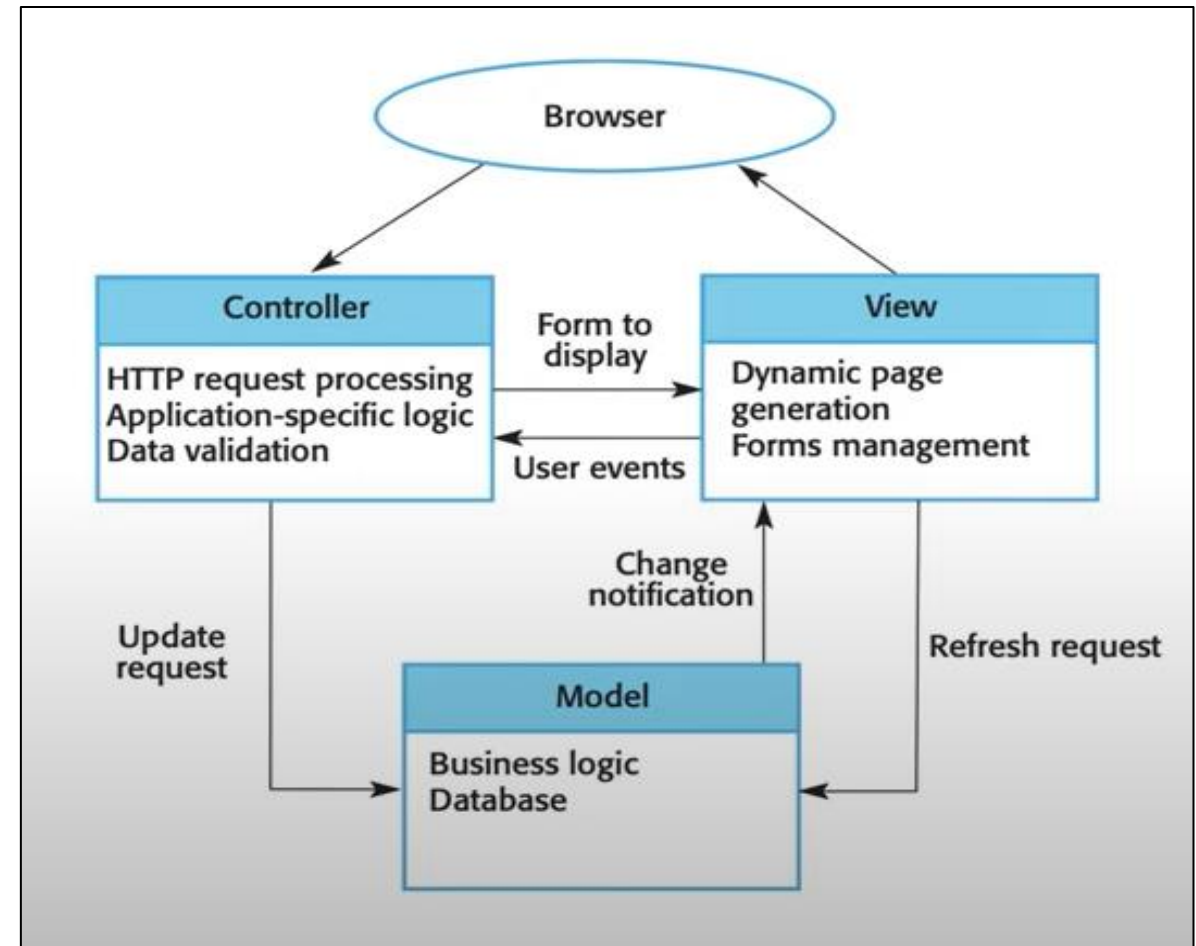 Browser
Controller
HTTP request processing
Application-specific logic
Data validation
Form to
display
User events
View
Dynamic page
generation
Forms management
Update
request
Change
notification
Refresh request
Model
Business logic
Database